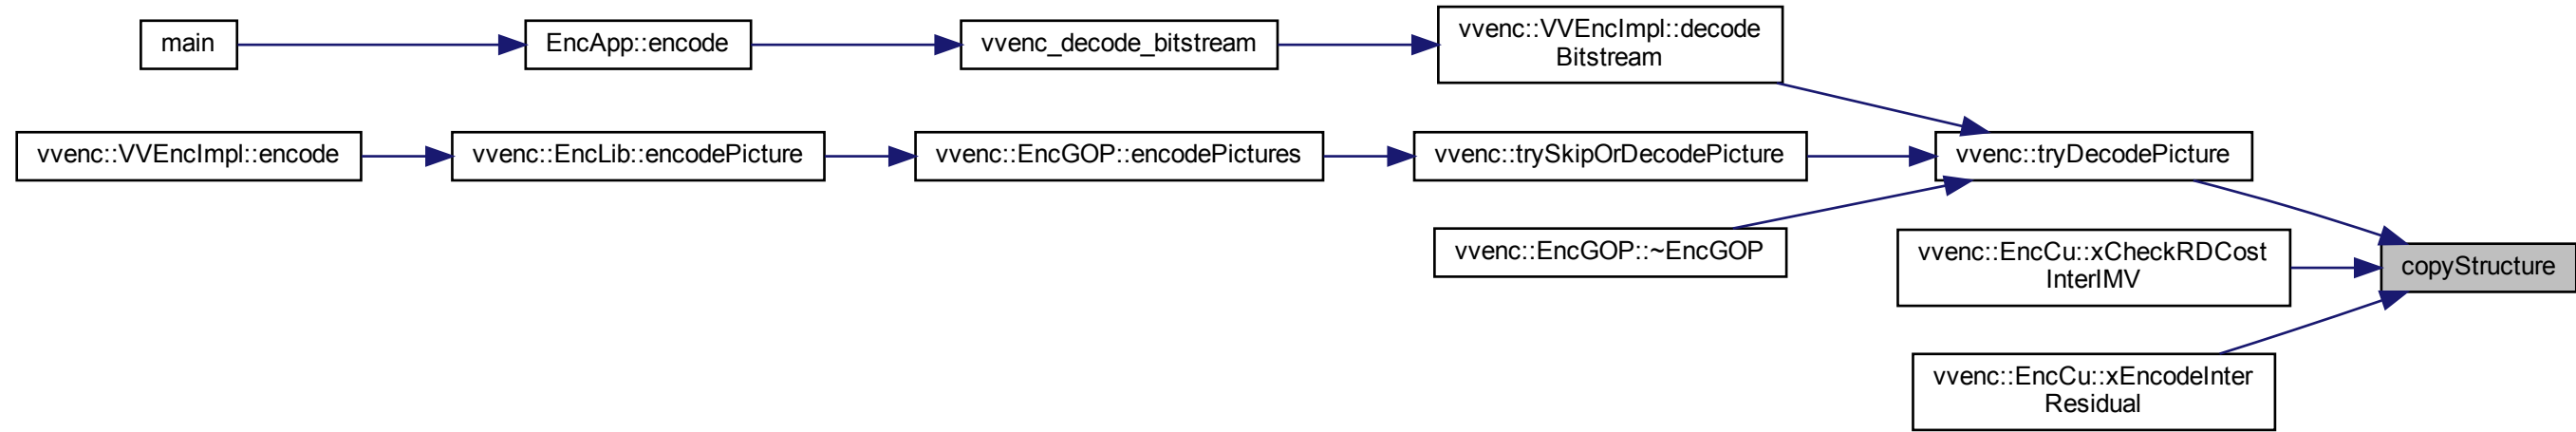 main
EncApp::encode
vvenc_decode_bitstream
vvenc::VVEncImpl::decode
Bitstream
vvenc::VVEncImpl::encode
vvenc::EncLib::encodePicture
vvenc::EncGOP::encodePictures
vvenc::trySkipOrDecodePicture
vvenc::tryDecodePicture
vvenc::EncGOP::~EncGOP
vvenc::EncCu::xCheckRDCost
InterIMV
copyStructure
vvenc::EncCu::xEncodeInter
Residual